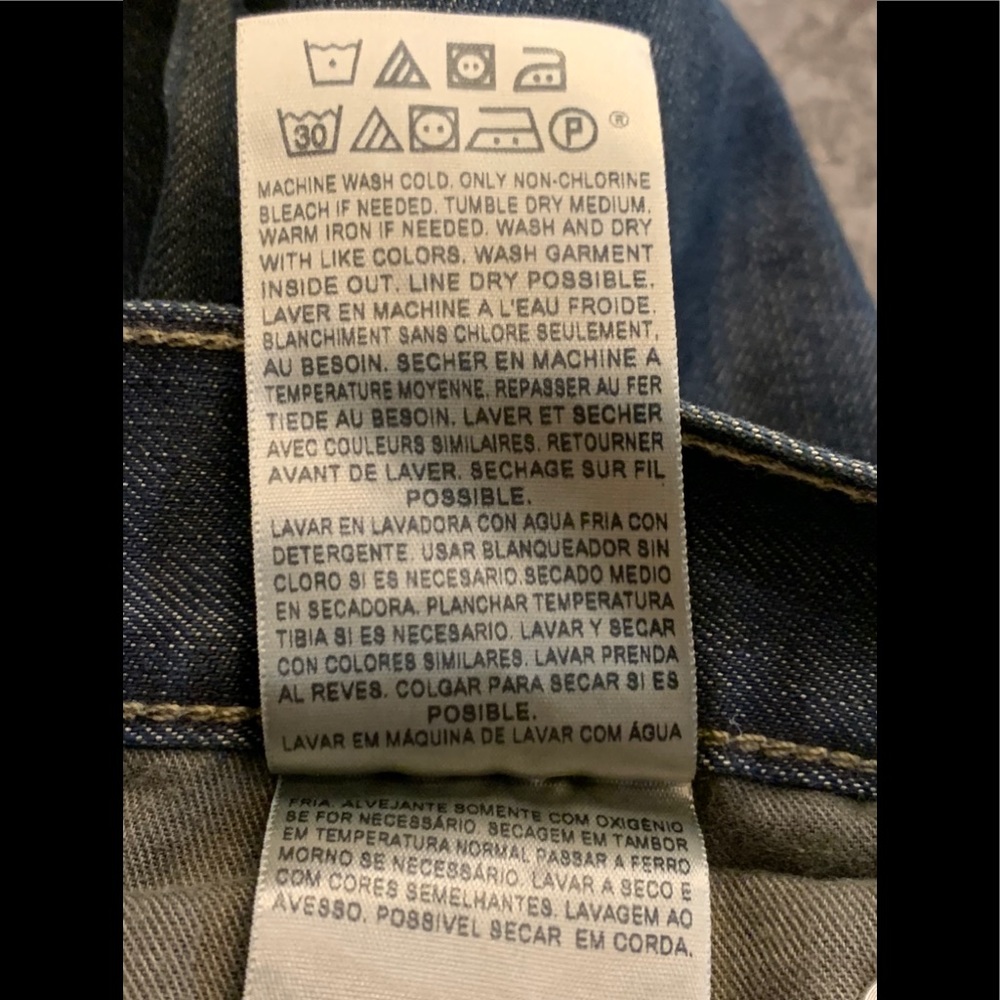 30 P ®
MACHINE WASH COLD. ONLY NON-CHLORINE
BLEACH IF NEEDED. TUMBLE DRY MEDIUM,
WARM IRON IF NEEDED. WASH AND DRY
WITH LIKE COLORS. WASH GARMENT
INSIDE OUT. LINE DRY POSSIBLE.
LAVER EN MACHINE A L'EAU FROIDE.
BLANCHIMENT SANS CHLORE SEULEMENT,
AU BESOIN. SECHER EN MACHINE A
TEMPERATURE MOYENNE. REPASSER AU FER
TIEDE AU BESOIN. LAVER ET SECHER
AVEC COULEURS SIMILAIRES. RETOURNER
AVANT DE LAVER. SECHAGE SUR FIL
POSSIBLE.
LAVAR EN LAVADORA CON AGUA FRIA CON
DETERGENTE. USAR BLANQUEADOR SIN
CLORO SI ES NECESARIO.SECADO MEDIO
EN SECADORA. PLANCHAR TEMPERATURA
TIBIA SI ES NECESARIO. LAVAR Y SECAR
CON COLORES SIMILARES. LAVAR PRENDA
AL REVES. COLGAR PARA SECAR SI ES
POSIBLE.
LAVAR EM MÁQUINA DE LAVAR COM ÁGUA
FRIA. ALVEJANTE SOMENTE COM OXIGÊNIO
SE FOR NECESSÁRIO. SECAGEM EM TAMBOR
EM TEMPERATURA NORMAL PASSAR A FERRO
MORNO SE NECESSÁRIO. LAVAR A SECO E
COM CORES SEMELHANTES. LAVAGEM AO
AVESSO. POSSIVEL SECAR EM CORDA.